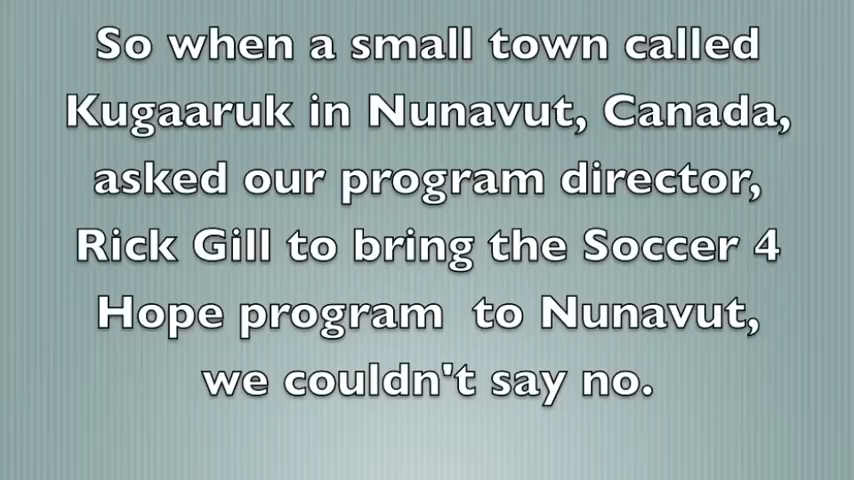 So when a small town called
Kugaaruk in Nunavut, Canada,
asked our program director,
Rick Gill to bring the Soccer 4
Hope program  to Nunavut,
we couldn't say no.